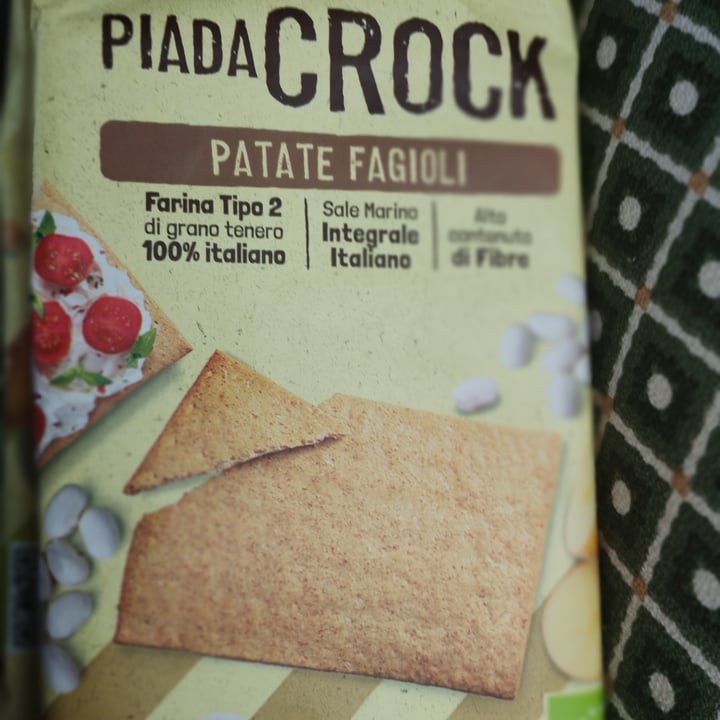 PIADACROCK
PATATE FAGIOLI
Farina Tipo 2
di grano tenero
100% italiano
Sale Marino
Integrale
Italiano
Alto
contenuto
di Fibre